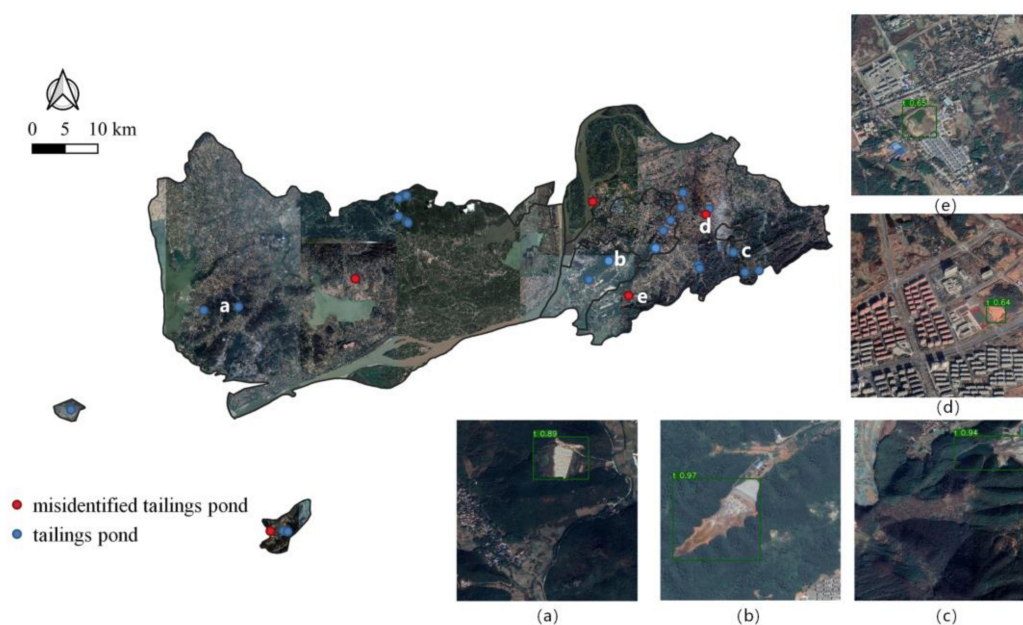 0 5 10 km
a
b
c
d
e
misidentified tailings pond
tailings pond
t 0.65
(e)
t 0.64
(d)
t 0.89
(a)
t 0.97
(b)
t 0.94
(c)